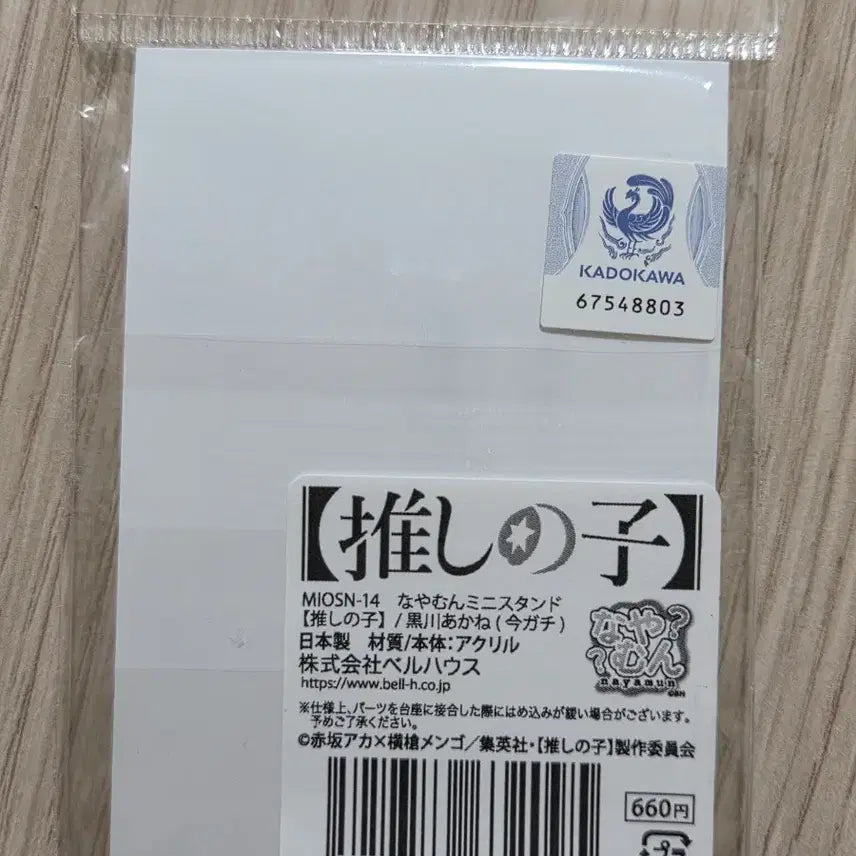 KADOKAWA
67548803
【推しの子】
MIOSN-14 なやむんミニスタンド
【推しの子】/黒川あかね(今ガチ)
日本製 材質/本体:アクリル
株式会社ベルハウス
https://www.bell-h.co.jp
なやむん??
nayamun
©BH
※仕様上、パーツを台座に接合した際にはめ込みが緩い場合がございます。
予めご了承ください。
©赤坂アカ×横槍メンゴ/集英社・【推しの子】製作委員会
660円
プラ